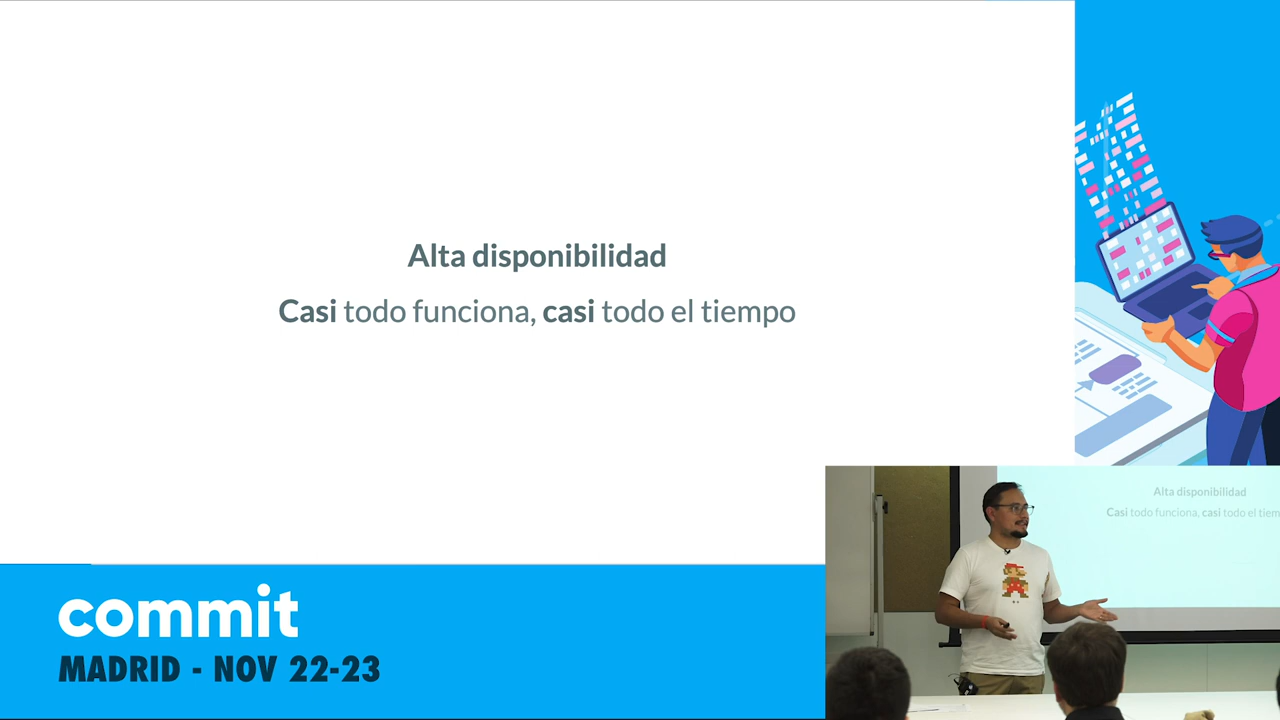 Alta disponibilidad
Casi todo funciona, casi todo el tiempo
Alta disponibilidad
Casi todo funciona, casi todo el tiem
commit
MADRID - NOV 22-23